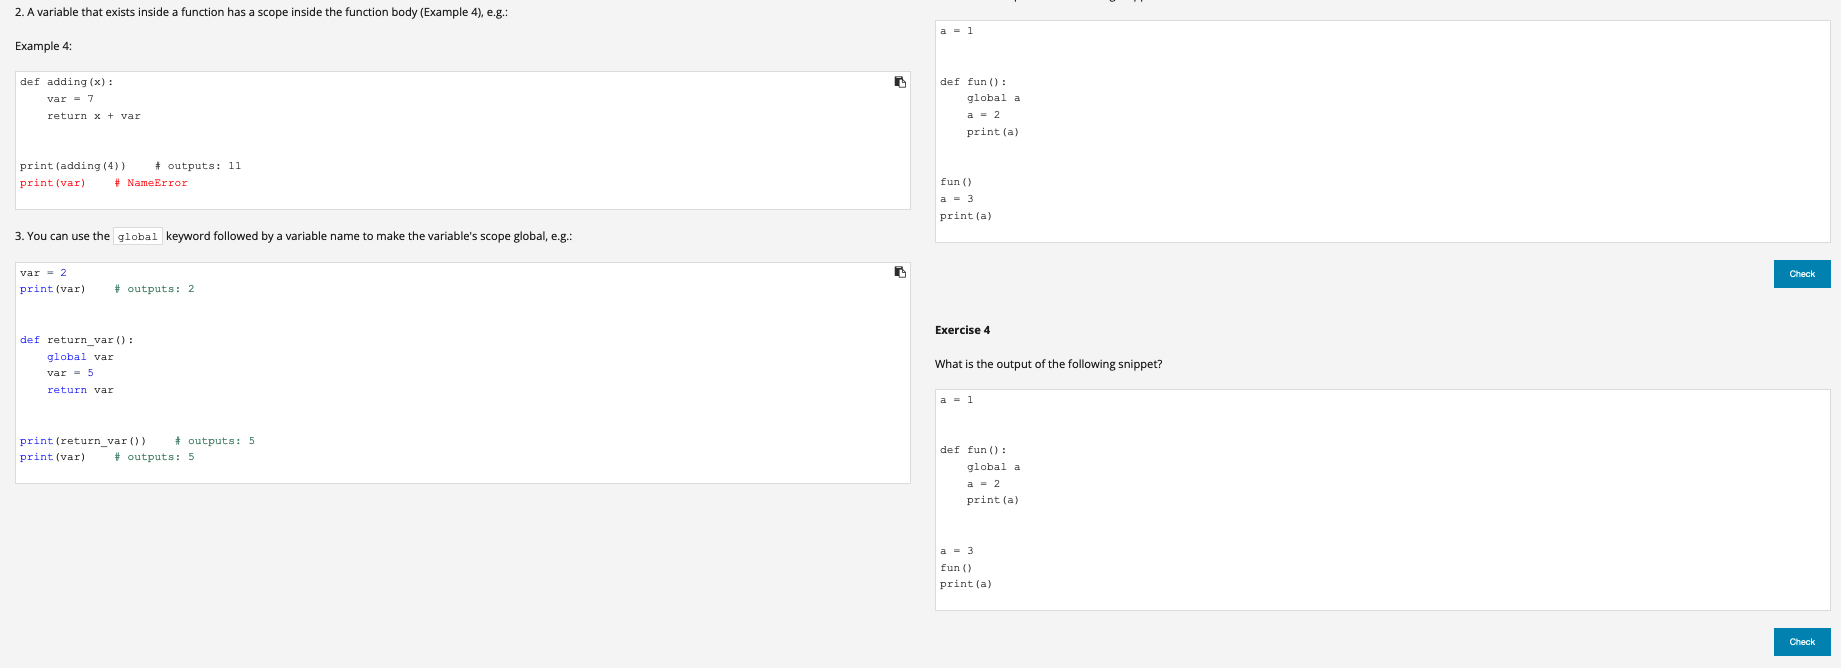 2. A variable that exists inside a function has a scope inside the function body (Example 4), e.g.:
Example 4:
def adding(x):
    var = 7
    return x + var
print(adding(4))    # outputs: 11
print(var)    # NameError
3. You can use the global keyword followed by a variable name to make the variable's scope global, e.g.:
var = 2
print(var)    # outputs: 2
def return_var():
    global var
    var = 5
    return var
print(return_var())    # outputs: 5
print(var)    # outputs: 5
a = 1
def fun():
    global a
    a = 2
    print(a)
fun()
a = 3
print(a)
Check
Exercise 4
What is the output of the following snippet?
a = 1
def fun():
    global a
    a = 2
    print(a)
a = 3
fun()
print(a)
Check